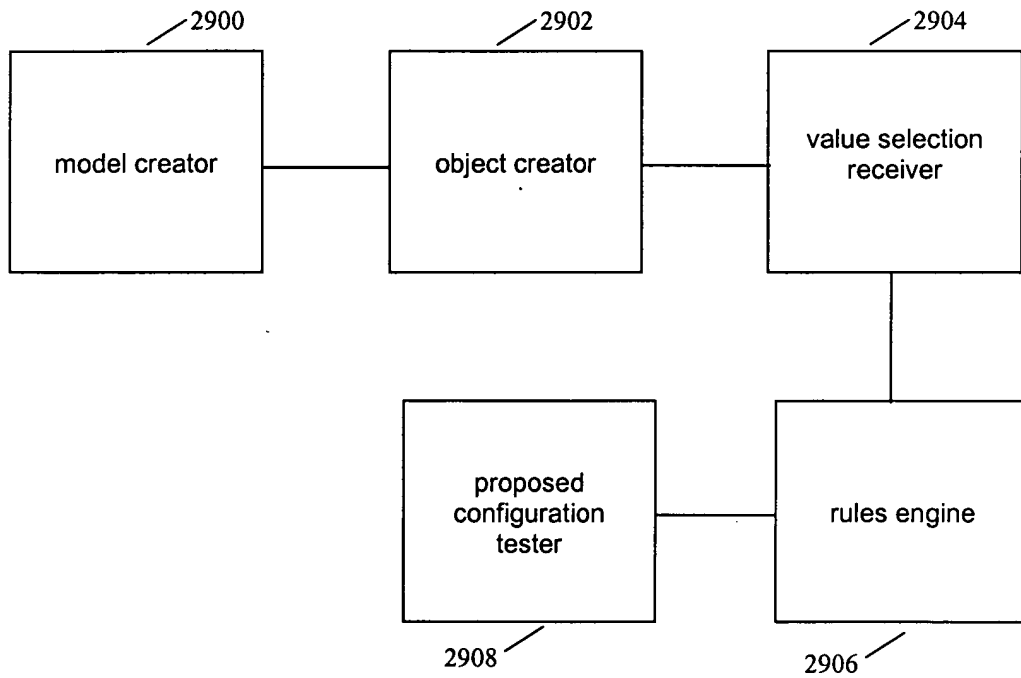 2900
2902
2904
model creator
object creator
value selection
receiver
proposed
configuration
tester
rules engine
2908
2906